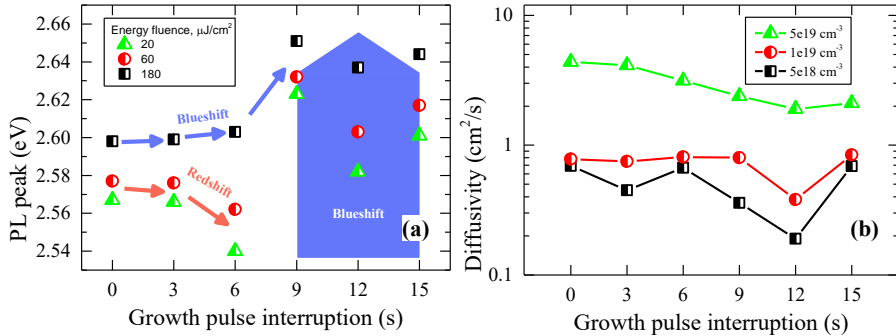 Energy fluence, μJ/cm²
20
60
180
Blueshift
Redshift
Blueshift
(a)
2.66
2.64
2.62
2.60
2.58
2.56
2.54
PL peak (eV)
0 3 6 9 12 15
Growth pulse interruption (s)
5e19 cm⁻³
1e19 cm⁻³
5e18 cm⁻³
(b)
10
1
0.1
Diffusivity (cm²/s)
0 3 6 9 12 15
Growth pulse interruption (s)